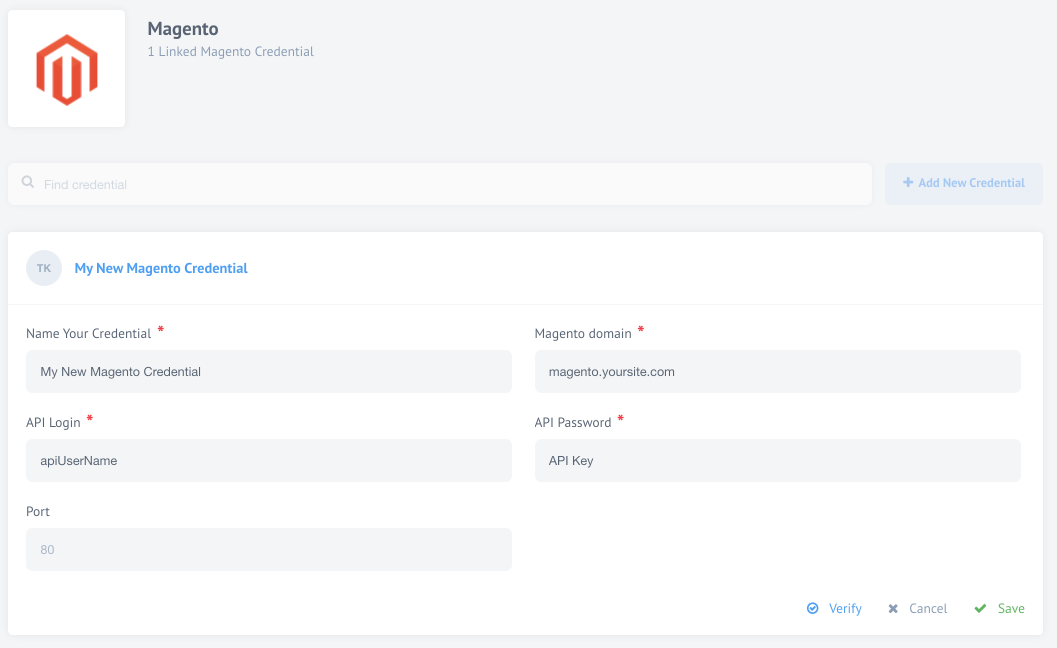 Magento
1 Linked Magento Credential
Find credential
Add New Credential
TK
My New Magento Credential
Name Your Credential *
Magento domain *
My New Magento Credential
magento.yoursite.com
API Login *
API Password *
apiUserName
API Key
Port
80
Verify
Cancel
Save